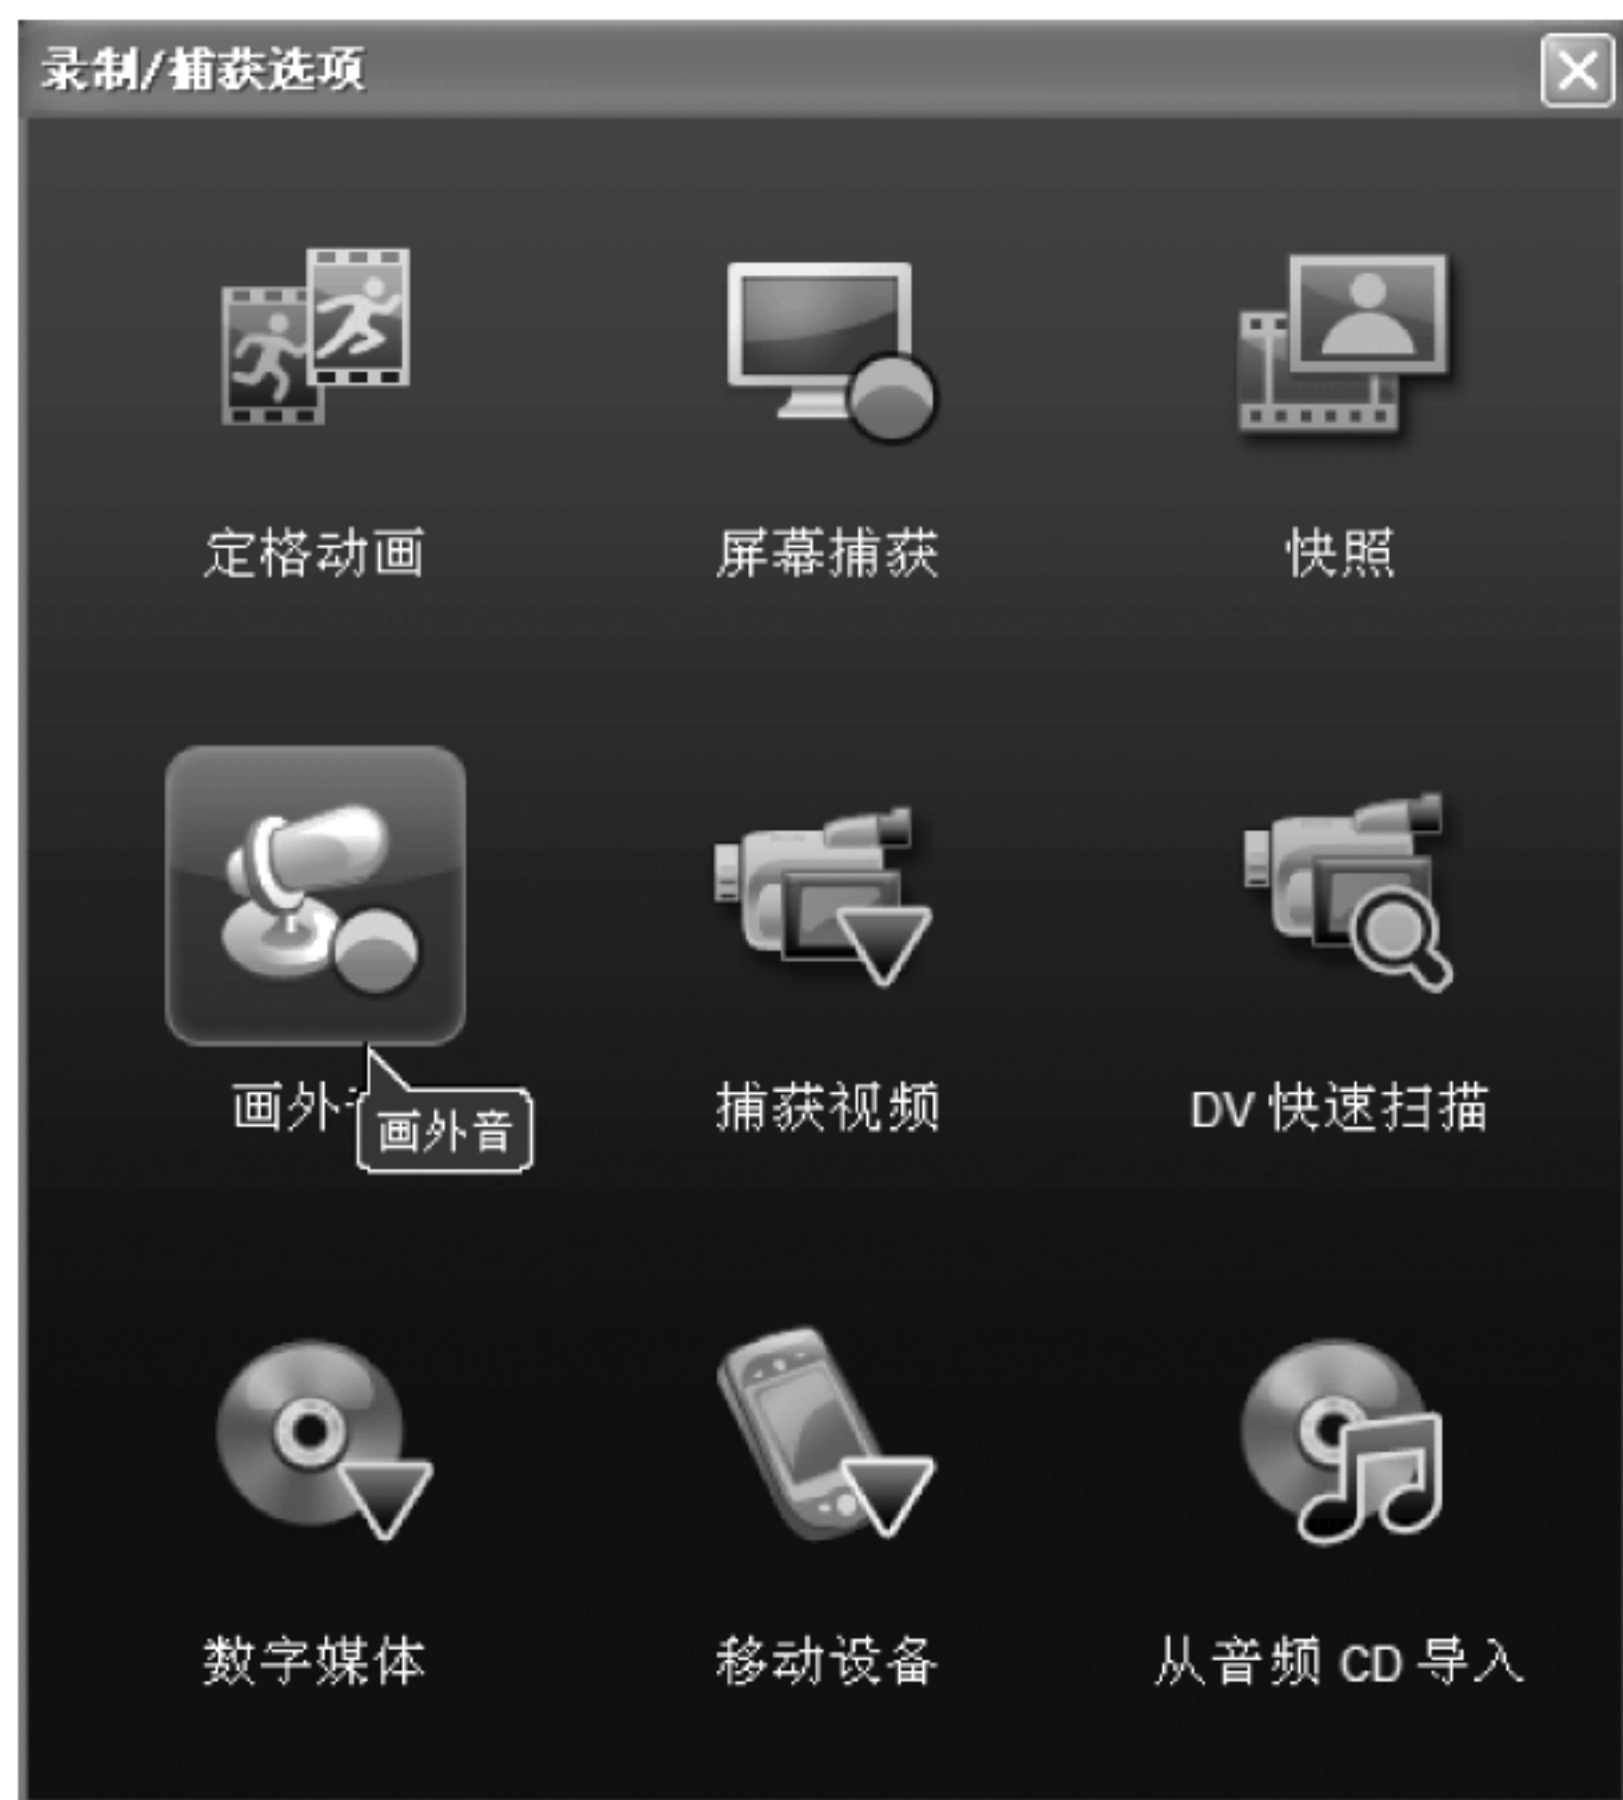 录制/捕获选项
定格动画
屏幕捕获
快照
画外
画外音
捕获视频
DV 快速扫描
数字媒体
移动设备
从音频 CD 导入